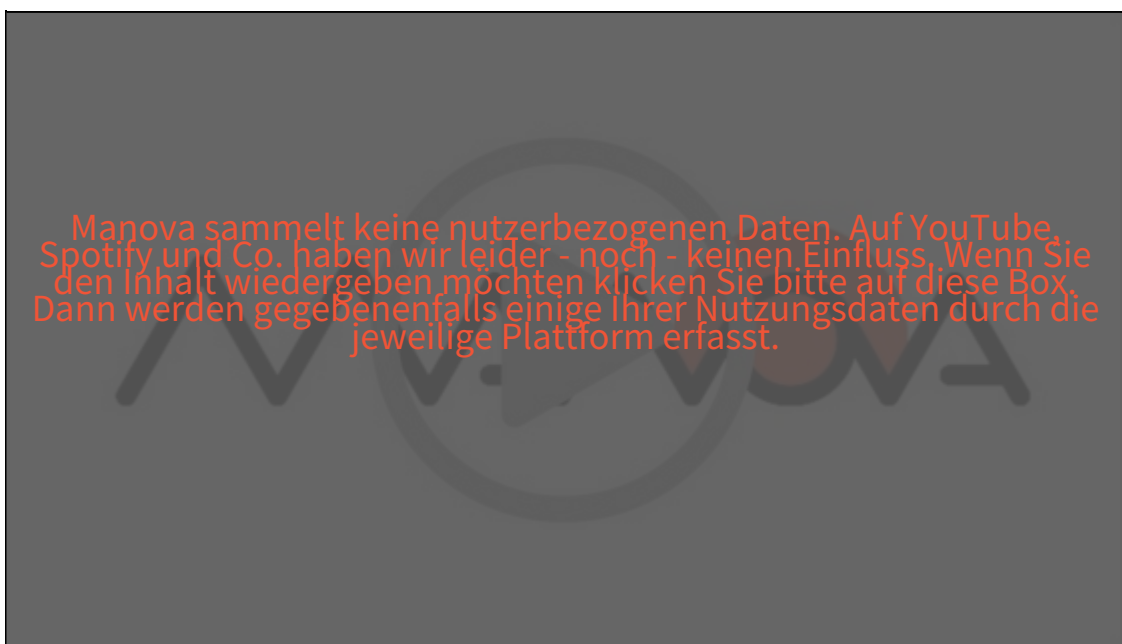 Manova sammelt keine nutzerbezogenen Daten. Auf YouTube,
Spotify und Co. haben wir leider - noch - keinen Einfluss. Wenn Sie
den Inhalt wiedergeben möchten klicken Sie bitte auf diese Box.
Dann werden gegebenenfalls einige Ihrer Nutzungsdaten durch die
jeweilige Plattform erfasst.
MANOVA